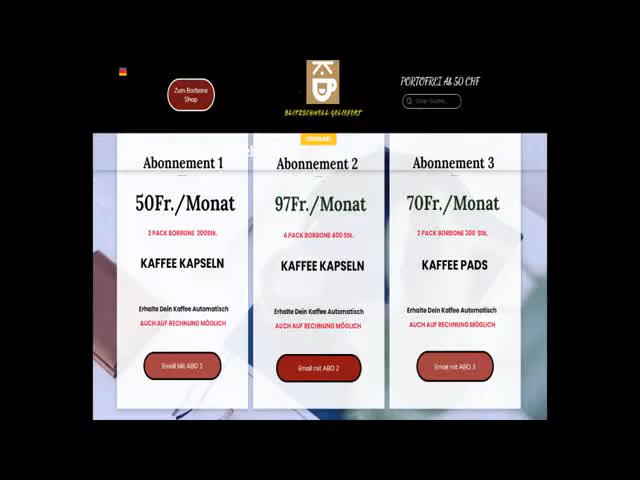 Zum Borbone
Shop
BLITZSCHNELL GELIEFERT
PORTOFREI Ab 50 CHF
Shop-Suche...
Abonnement 1
50Fr./Monat
2 PACK BORBONE 200Stk.
KAFFEE KAPSELN
Erhalte Dein Kaffee Automatisch
AUCH AUF RECHNUNG MÖGLICH
Email Mit ABO 1
Abonnement 2
97Fr./Monat
4 PACK BORBONE 400 Stk.
KAFFEE KAPSELN
Erhalte Dein Kaffee Automatisch
AUCH AUF RECHNUNG MÖGLICH
Email mit ABO 2
Abonnement 3
70Fr./Monat
2 PACK BORBONE 300 Stk.
KAFFEE PADS
Erhalte Dein Kaffee Automatisch
AUCH AUF RECHNUNG MÖGLICH
Email mit ABO 3